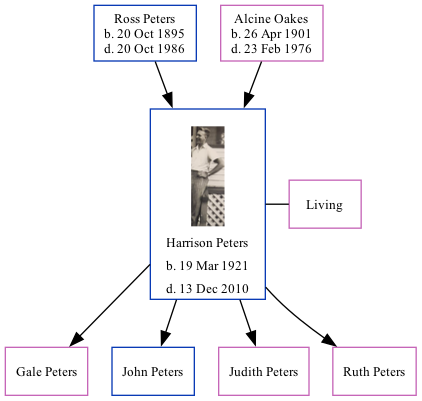 Ross Peters
b. 20 Oct 1895
d. 20 Oct 1986
Alcine Oakes
b. 26 Apr 1901
d. 23 Feb 1976
Harrison Peters
b. 19 Mar 1921
d. 13 Dec 2010
Living
Gale Peters
John Peters
Judith Peters
Ruth Peters